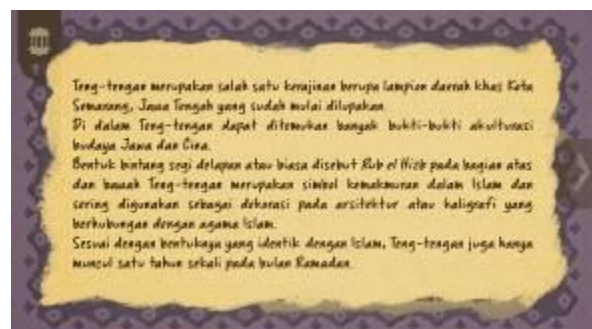 Teng-tengan merupakan salah satu kerajinan berupa lampion daerah khas Kota
Semarang, Jawa Tengah yang sudah mulai dilupakan.
Di dalam Teng-tengan dapat ditemukan banyak bukti-bukti akulturasi
budaya Jawa dan Cina.
Bentuk bintang segi delapan atau biasa disebut Rub el Hizb pada bagian atas
dan bawah Teng-tengan merupakan simbol kemakmuran dalam Islam dan
sering digunakan sebagai dekorasi pada arsitektur atau kaligrafi yang
berhubungan dengan agama Islam.
Sesuai dengan bentuknya yang identik dengan Islam, Teng-tengan juga hanya
muncul satu tahun sekali pada bulan Ramadan.